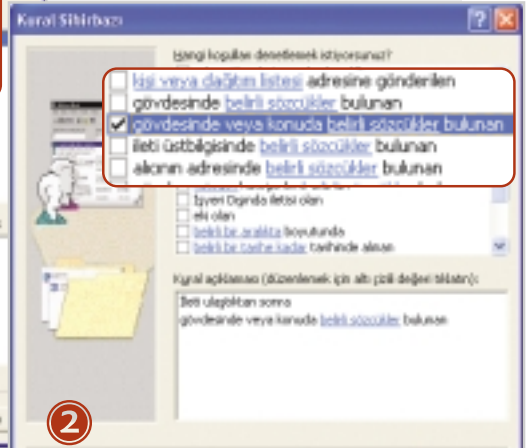 Kural Sihirbazı
Hangi koşulları denetlemek istiyorsunuz?
kişi veya dağıtım listesi adresine gönderilen
gövdesinde belirli sözcükler bulunan
gövdesinde veya konuda belirli sözcükler bulunan
ileti üstbilgisinde belirli sözcükler bulunan
alıcının adresinde belirli sözcükler bulunan
İşyeri Dışında iletisi olan
eki olan
belirli bir aralıkta boyutunda
belirli bir tarihe kadar tarihinde alınan
Kural açıklaması (düzenlemek için altı çizili değeri tıklatın):
İleti ulaştıktan sonra
gövdesinde veya konuda belirli sözcükler bulunan
2